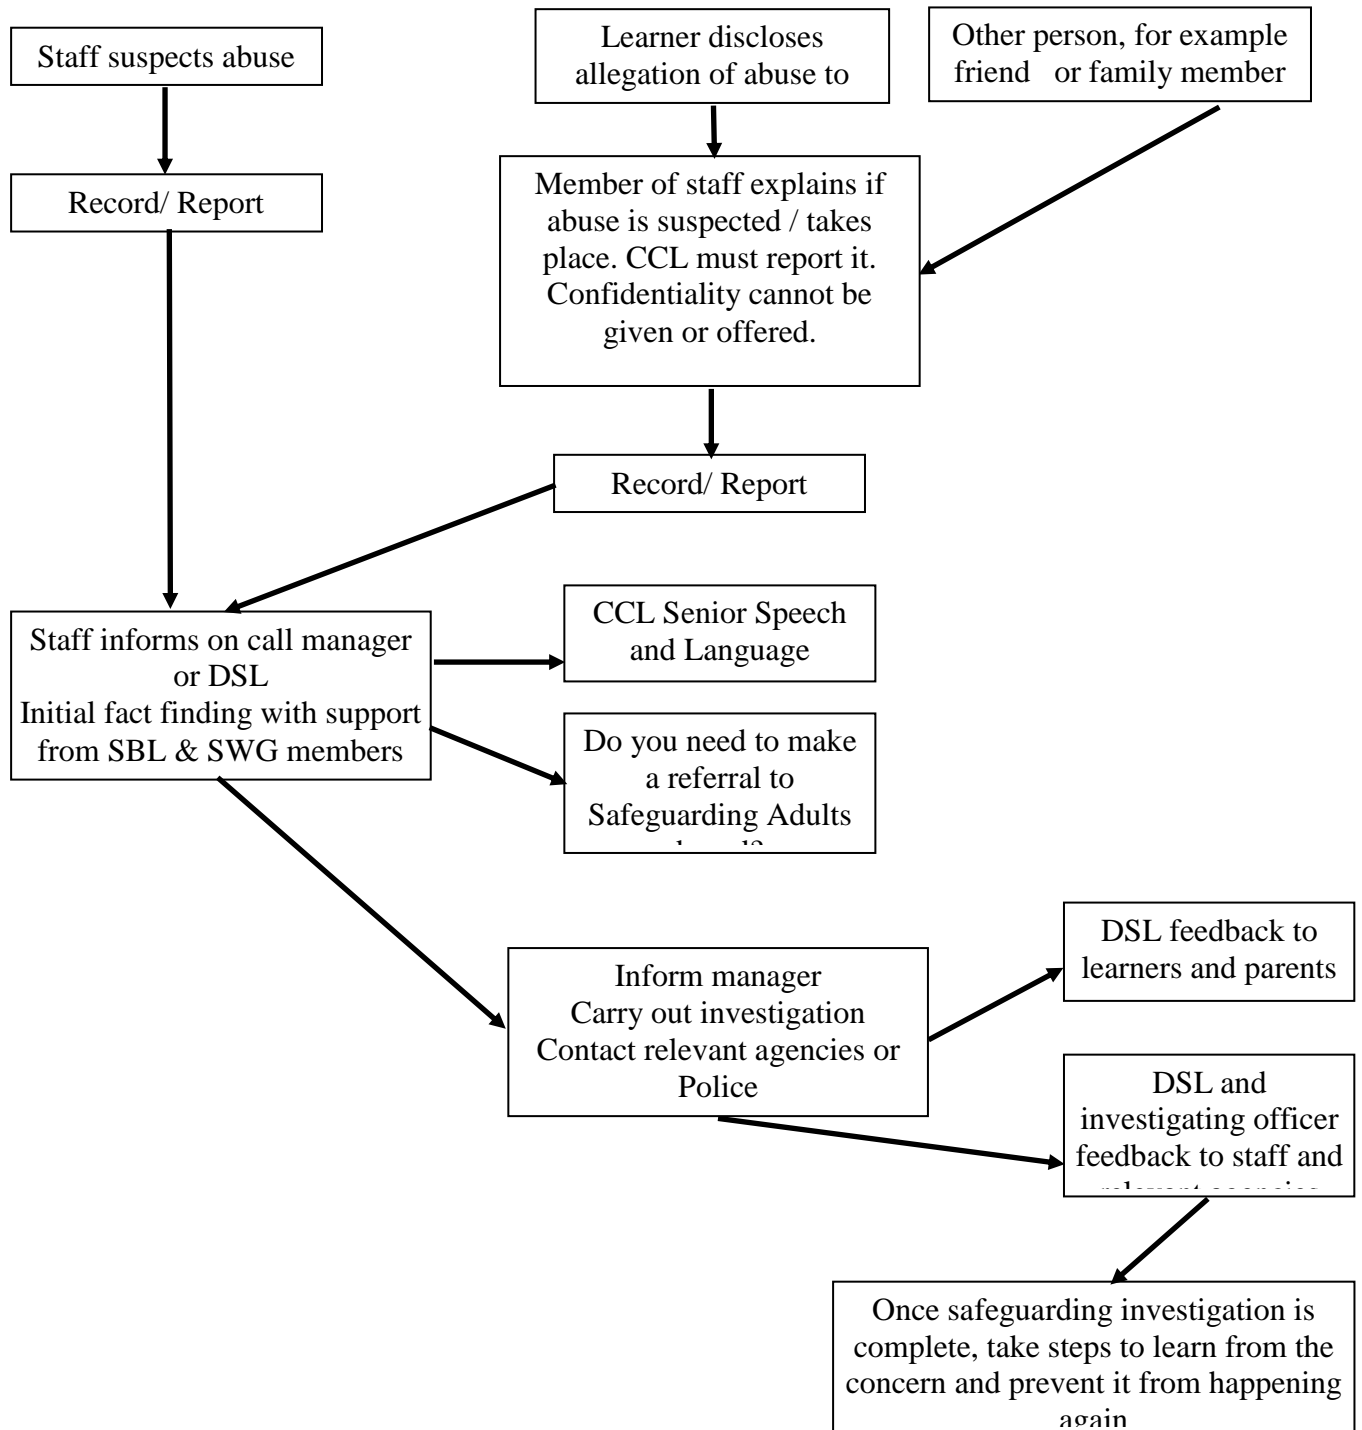 Staff suspects abuse
Learner discloses
allegation of abuse to
Other person, for example
friend   or family member
Record/ Report
Member of staff explains if
abuse is suspected / takes
place. CCL must report it.
Confidentiality cannot be
given or offered.
Record/ Report
Staff informs on call manager
or DSL
Initial fact finding with support
from SBL & SWG members
CCL Senior Speech
and Language
Do you need to make
a referral to
Safeguarding Adults
Inform manager
Carry out investigation
Contact relevant agencies or
Police
DSL feedback to
learners and parents
DSL and
investigating officer
feedback to staff and
relevant agencies
Once safeguarding investigation is
complete, take steps to learn from the
concern and prevent it from happening
again